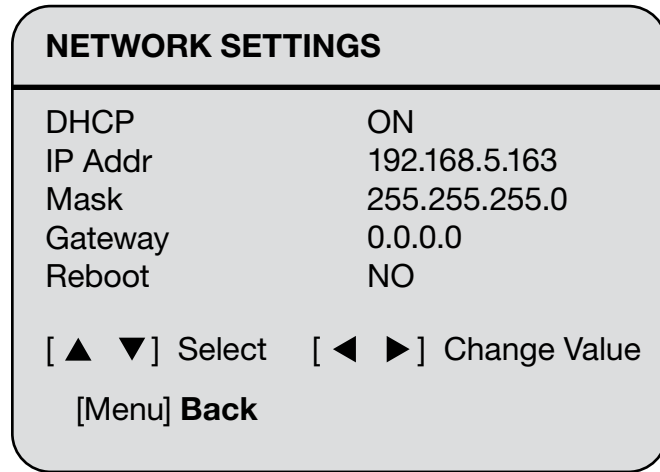 NETWORK SETTINGS
DHCP ON
IP Addr 192.168.5.163
Mask 255.255.255.0
Gateway 0.0.0.0
Reboot NO
[ ▲ ▼ ] Select [ ◀ ▶ ] Change Value
[Menu] Back